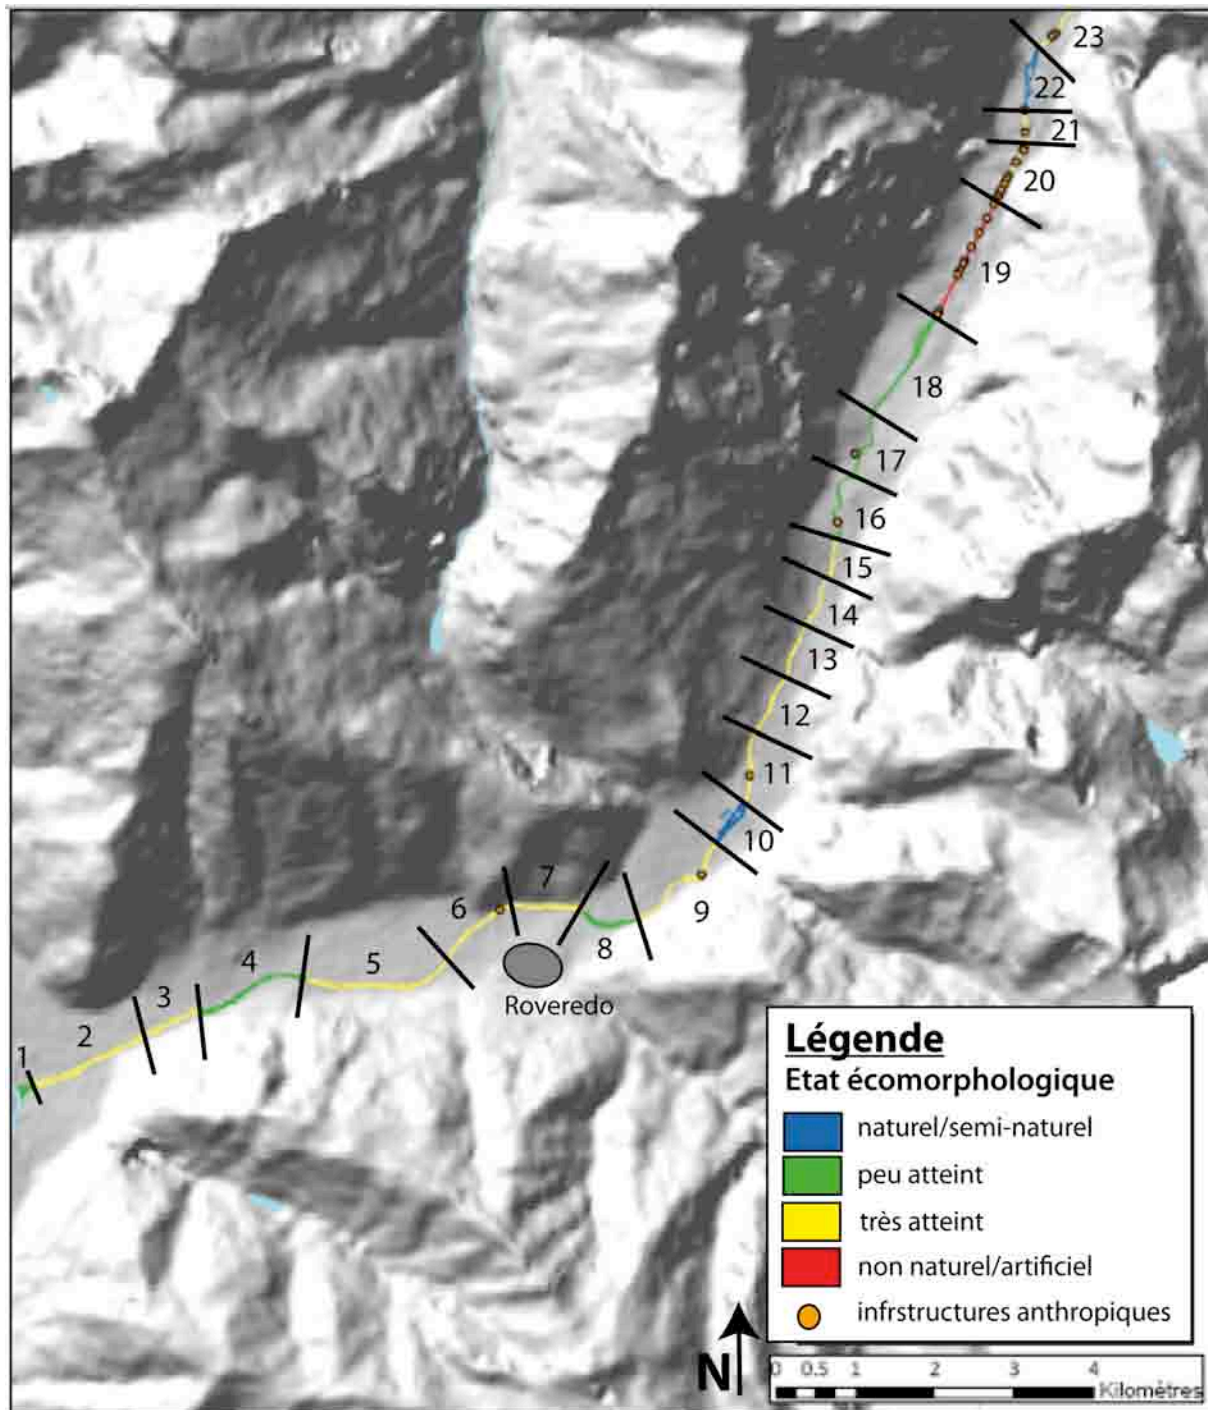 23
22
21
20
19
18
17
16
15
14
13
12
11
10
9
8
7
6
5
4
3
2
1
Roveredo
Légende
Etat écomorphologique
naturel/semi-naturel
peu atteint
très atteint
non naturel/artificiel
infrstructures anthropiques
N
0 0.5 1 2 3 4
Kilomètres